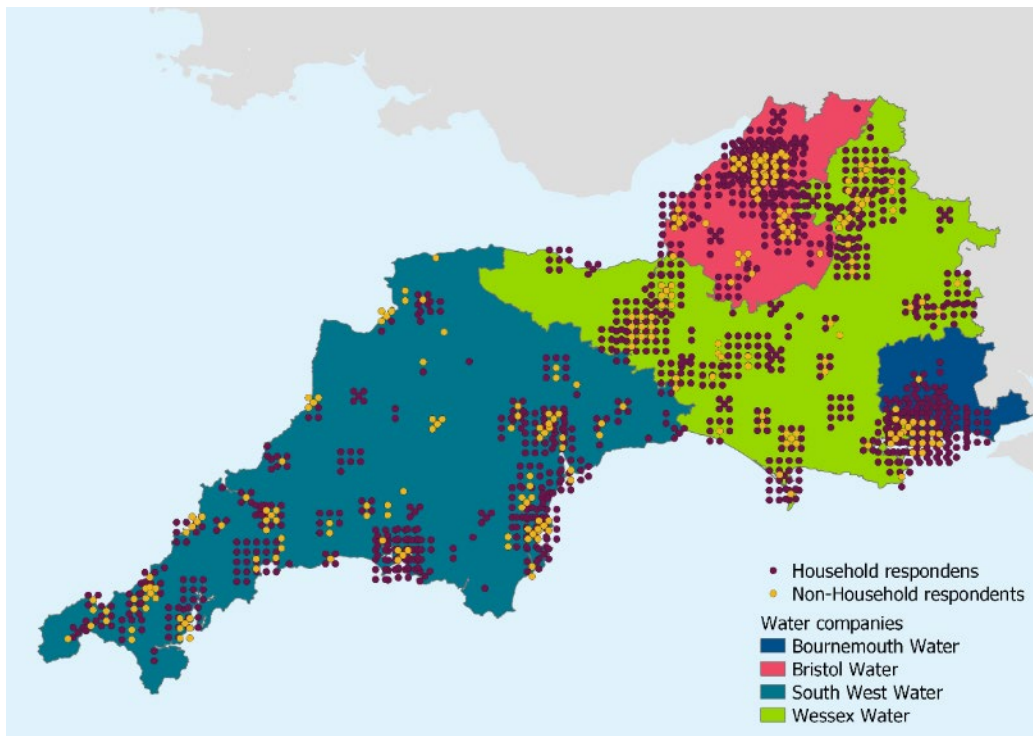 Household respondens
Non-Household respondents
Water companies
Bournemouth Water
Bristol Water
South West Water
Wessex Water